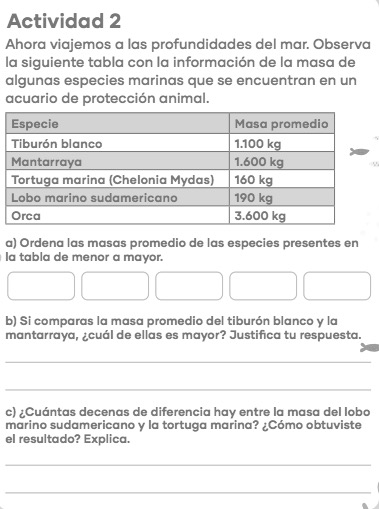 Actividad 2
Ahora viajemos a las profundidades del mar. Observa
la siguiente tabla con la información de la masa de
algunas especies marinas que se encuentran en un
acuario de protección animal.
Especie Masa promedio
Tiburón blanco 1.100 kg
Mantarraya 1.600 kg
Tortuga marina (Chelonia Mydas) 160 kg
Lobo marino sudamericano 190 kg
Orca 3.600 kg
a) Ordena las masas promedio de las especies presentes en
la tabla de menor a mayor.
b) Si comparas la masa promedio del tiburón blanco y la
mantarraya, ¿cuál de ellas es mayor? Justifica tu respuesta.
c) ¿Cuántas decenas de diferencia hay entre la masa del lobo
marino sudamericano y la tortuga marina? ¿Cómo obtuviste
el resultado? Explica.